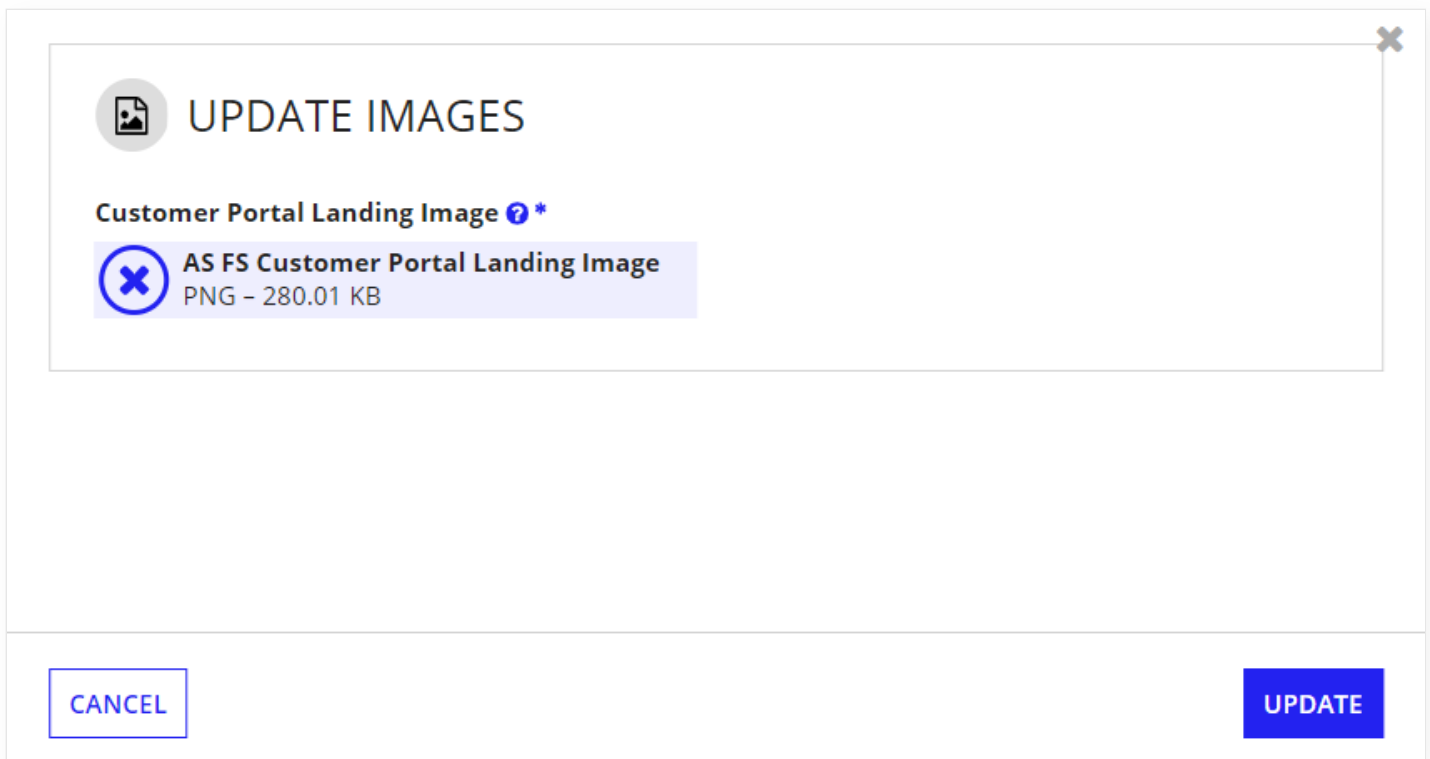 UPDATE IMAGES
Customer Portal Landing Image ? *
AS FS Customer Portal Landing Image
PNG – 280.01 KB
CANCEL
UPDATE